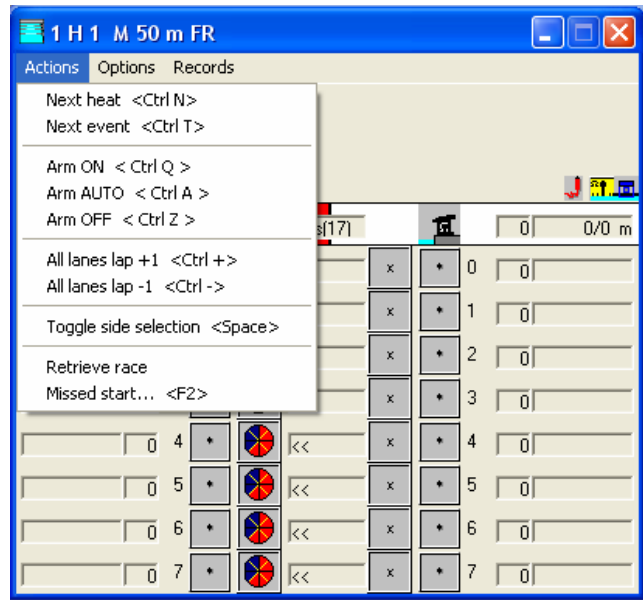 1 H 1 M 50 m FR
Actions Options Records
Next heat <Ctrl N>
Next event <Ctrl T>
Arm ON < Ctrl Q >
Arm AUTO < Ctrl A >
Arm OFF < Ctrl Z >
All lanes lap +1 <Ctrl +>
All lanes lap -1 <Ctrl ->
Toggle side selection <Space>
Retrieve race
Missed start... <F2>
s(17) 0 0/0 m
x * 0 0
x * 1 0
x * 2 0
x * 3 0
0 4 * << x * 4 0
0 5 * << x * 5 0
0 6 * << x * 6 0
0 7 * << x * 7 0